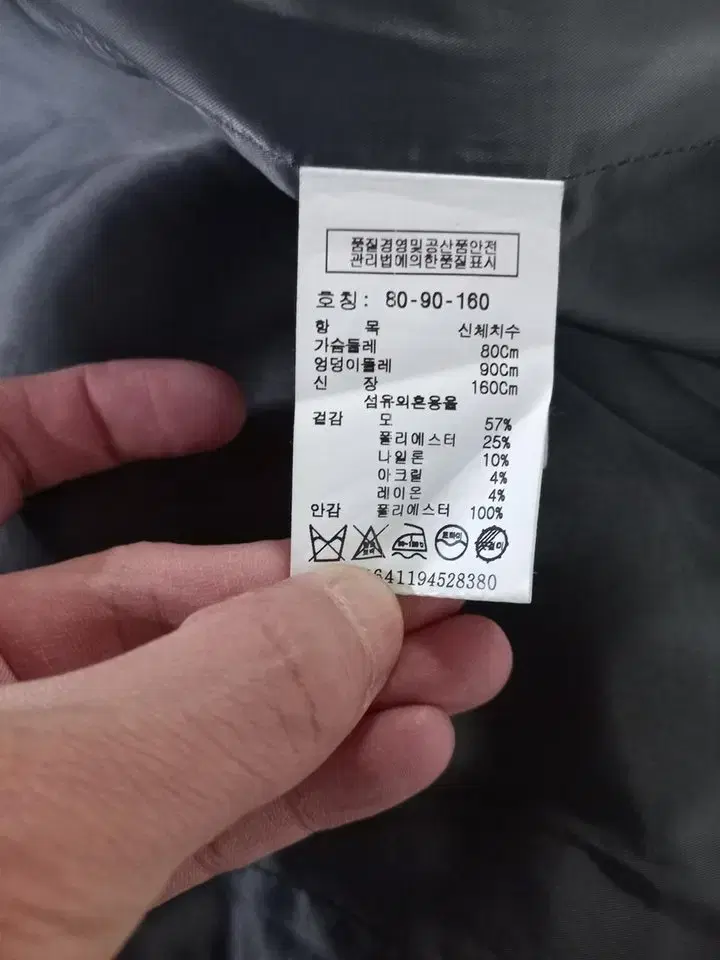 품질경영및공산품안전
관리법에의한품질표시
호칭: 80-90-160
항 목 신체치수
가슴둘레 80Cm
엉덩이둘레 90Cm
신 장 160Cm
섬유의혼용율
겉감 모 57%
폴리에스터 25%
나일론 10%
아크릴 4%
레이온 4%
안감 폴리에스터 100%
드라이
641194528380